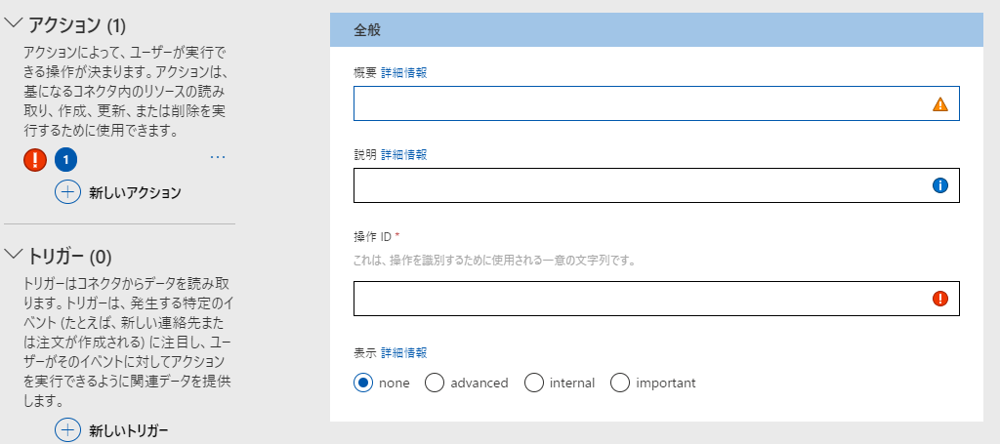 アクション (1)
アクションによって、ユーザーが実行で
きる操作が決まります。アクションは、
基になるコネクタ内のリソースの読み
取り、作成、更新、または削除を実
行するために使用できます。
1
...
新しいアクション
トリガー (0)
トリガーはコネクタからデータを読み取
ります。トリガーは、発生する特定のイ
ベント (たとえば、新しい連絡先また
は注文が作成される) に注目し、ユー
ザーがそのイベントに対してアクション
を実行できるように関連データを提供
します。
新しいトリガー
全般
概要 詳細情報
説明 詳細情報
操作 ID *
これは、操作を識別するために使用される一意の文字列です。
表示 詳細情報
none advanced internal important